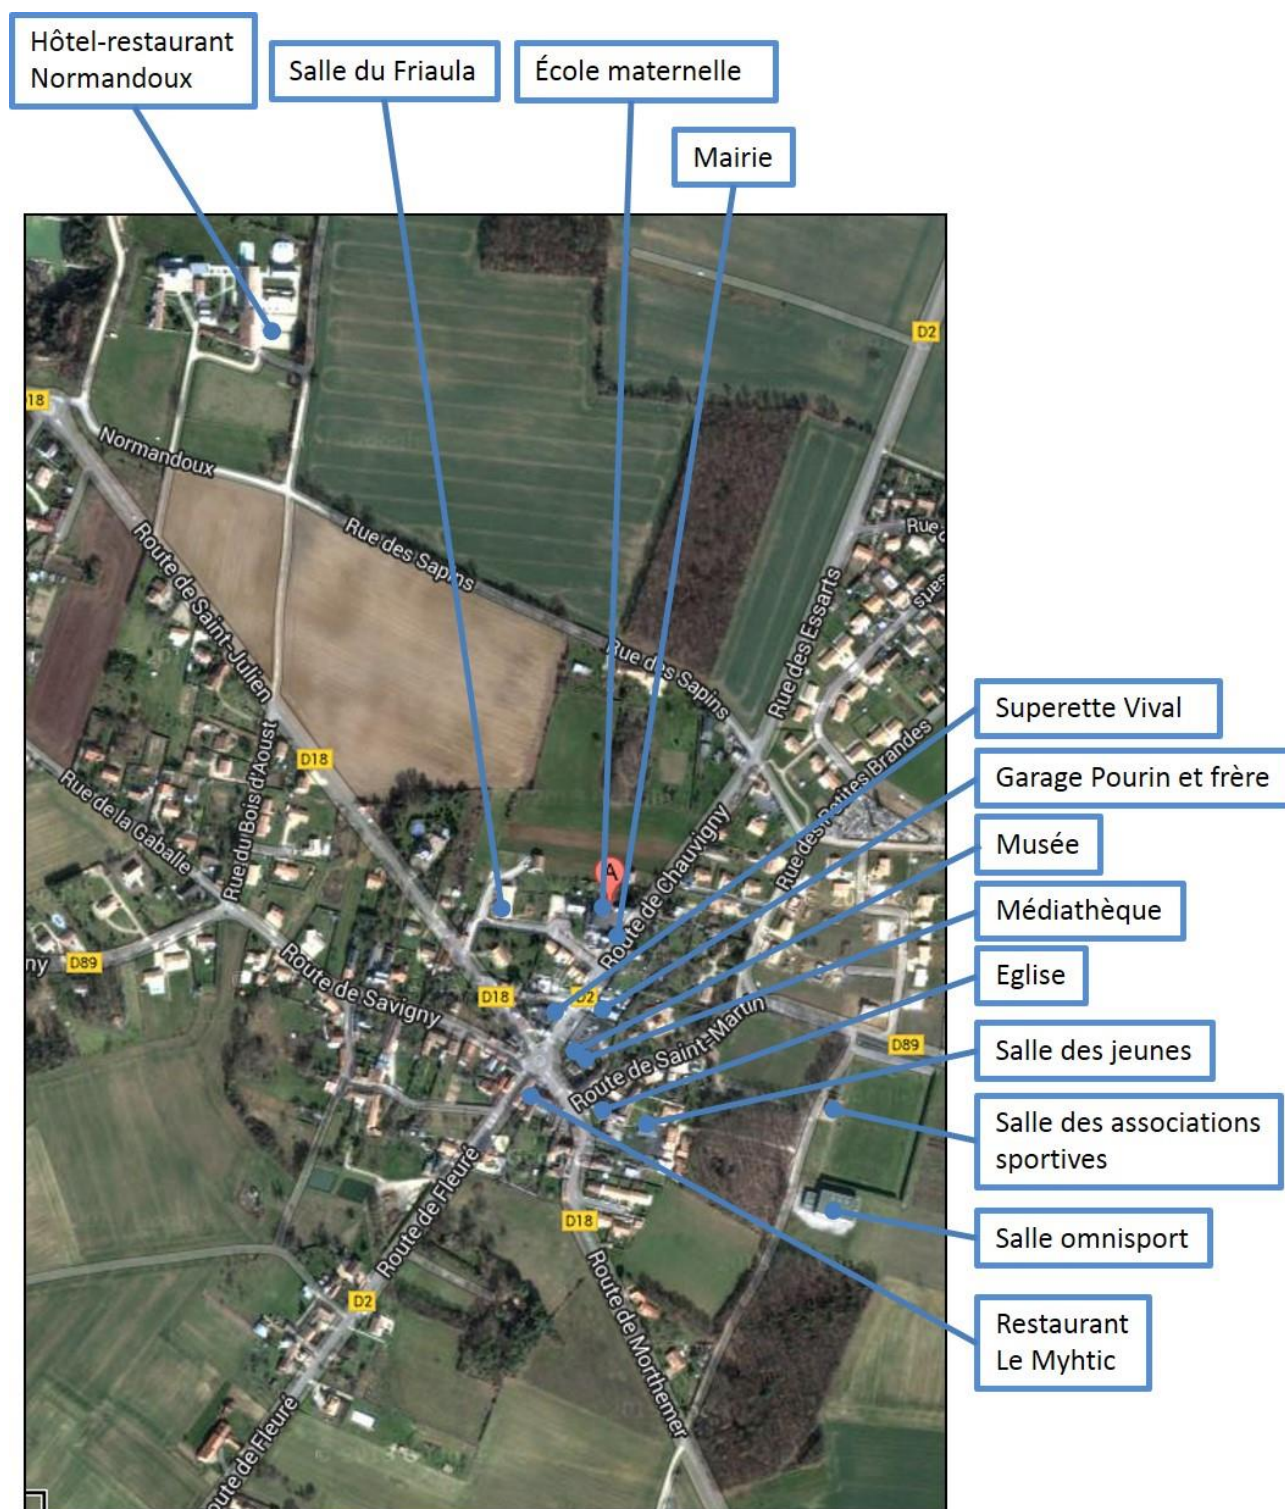 Hôtel-restaurant
Normandoux
Salle du Friaula
École maternelle
Mairie
D2
D18
Normandoux
Rue des Sapins
Route de Saint-Julien
Rue des Essarts
Rue des Sapins
Superette Vival
Garage Pourin et frère
Musée
Médiathèque
Eglise
Salle des jeunes
Salle des associations
sportives
Salle omnisport
Restaurant
Le Myhtic
D18
Rue du Bois d'Aoust
Rue de la Gaballe
Rue des Petites Brandes
Route de Chauvigny
A
D89
Route de Savigny
D18
D2
Route de Saint-Martin
D89
Route de Fleuré
D18
Route de Morthemer
D2
Route de Fleuré